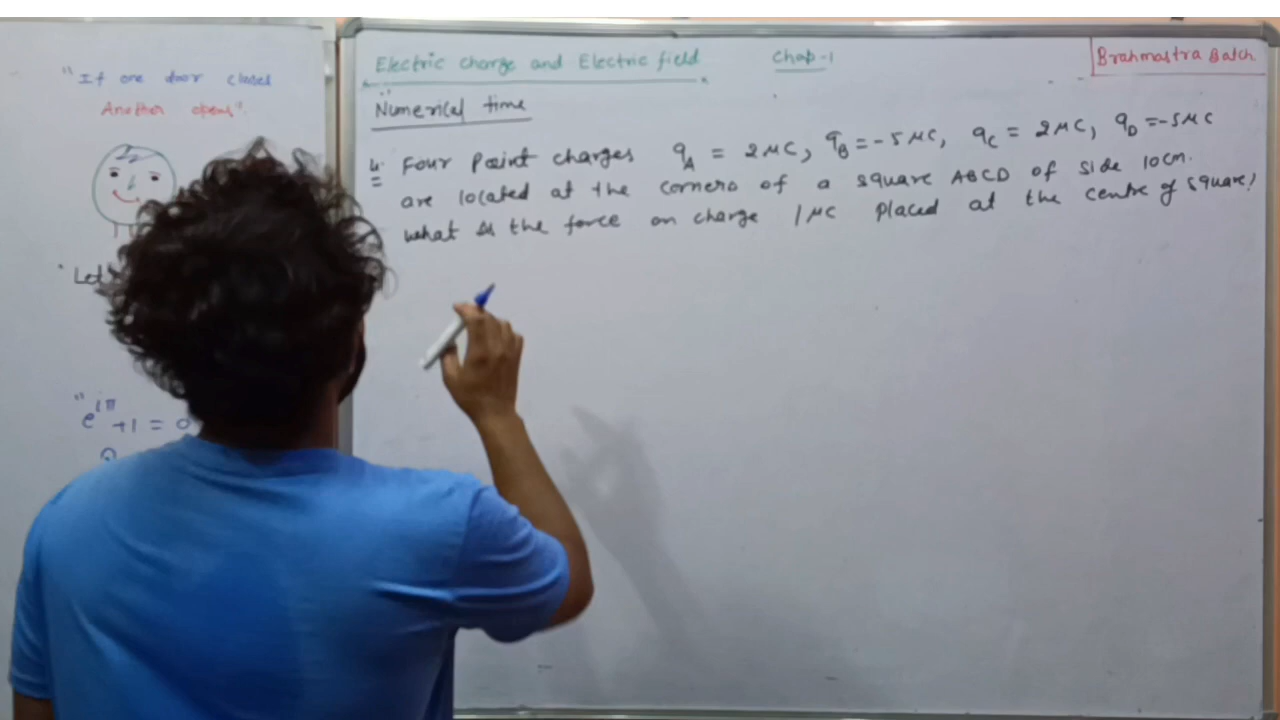 "If one door closed
Another opens".
"Let's
"e^iπ +1 = 0
Electric charge and Electric field Chap-1
Brahmastra Batch
Numerical time
4. Four Point charges q_A = 2μC, q_B = -5μC, q_C = 2μC, q_D = -5μC
are located at the corners of a square ABCD of side 10cm.
what is the force on charge 1μC placed at the centre of square?